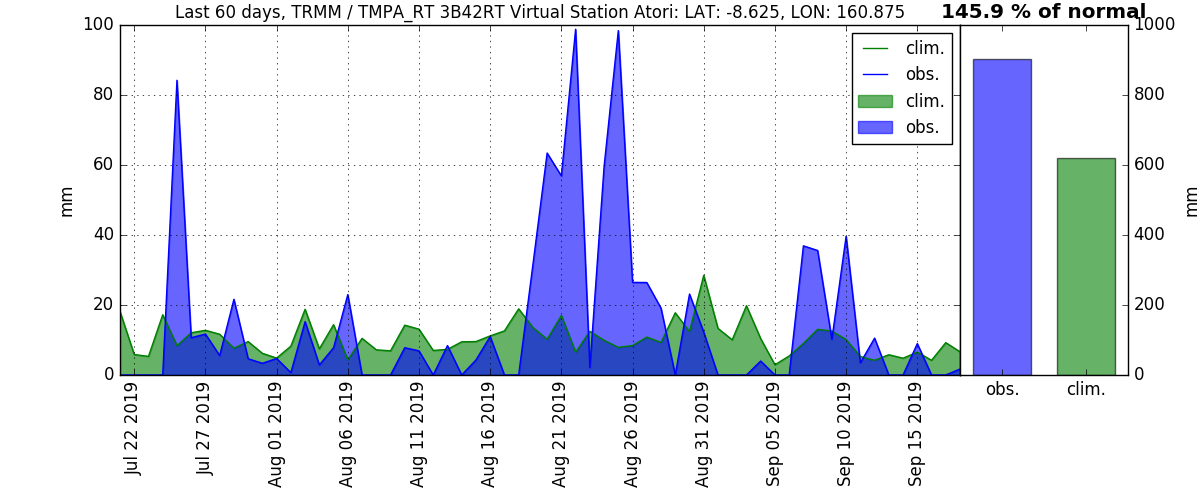 Last 60 days, TRMM / TMPA_RT 3B42RT Virtual Station Atori: LAT: -8.625, LON: 160.875
145.9 % of normal
mm
100
80
60
40
20
0
clim.
obs.
clim.
obs.
1000
800
600
400
200
0
mm
Jul 22 2019
Jul 27 2019
Aug 01 2019
Aug 06 2019
Aug 11 2019
Aug 16 2019
Aug 21 2019
Aug 26 2019
Aug 31 2019
Sep 05 2019
Sep 10 2019
Sep 15 2019
obs.
clim.